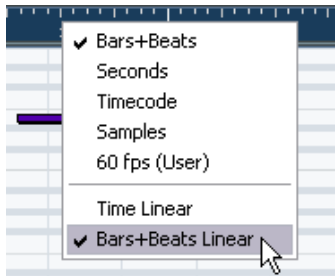 Bars+Beats
Seconds
Timecode
Samples
60 fps (User)
Time Linear
Bars+Beats Linear